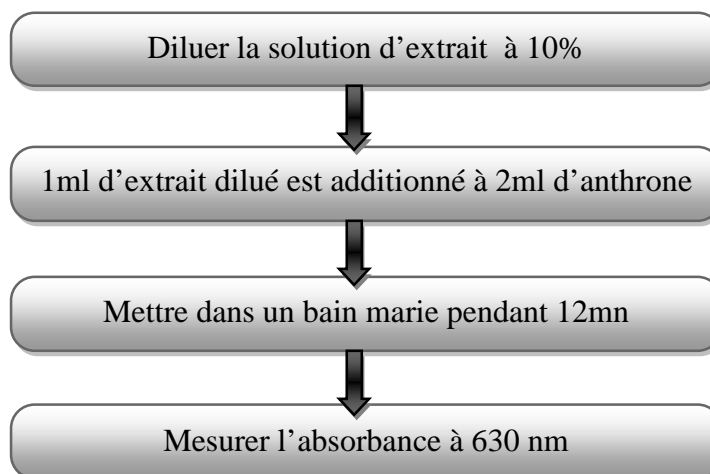 Diluer la solution d’extrait à 10%
1ml d’extrait dilué est additionné à 2ml d’anthrone
Mettre dans un bain marie pendant 12mn
Mesurer l’absorbance à 630 nm